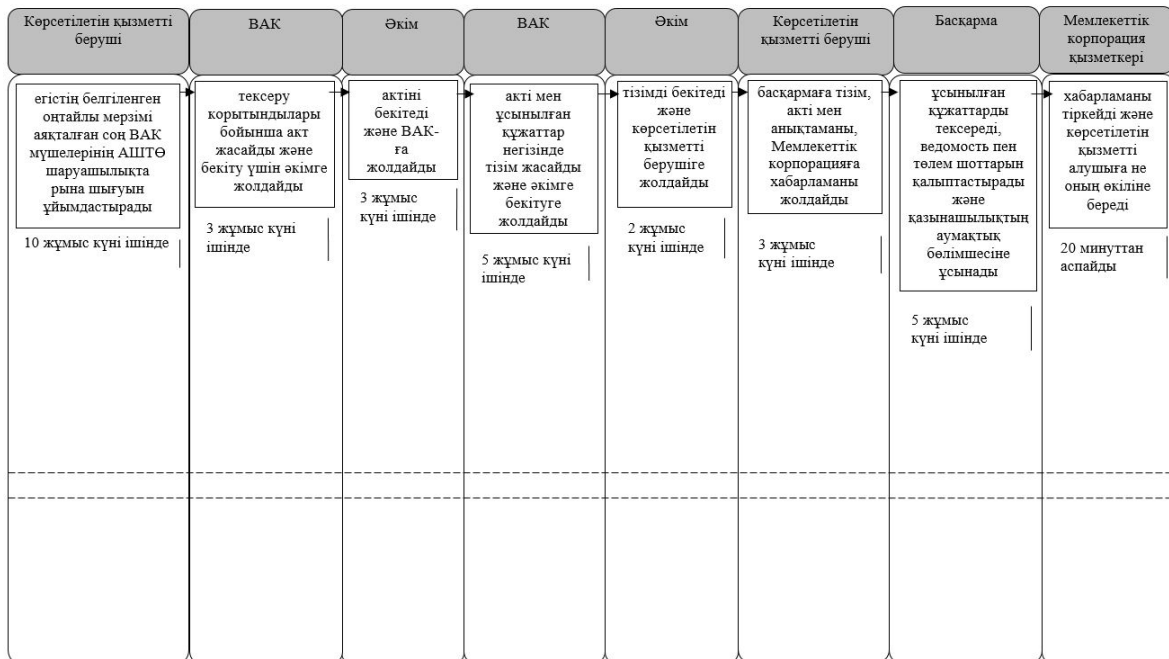 Көрсетілетін қызметті
беруші
ВАК
Әкім
ВАК
Әкім
Көрсетілетін
қызметті беруші
Басқарма
Мемлекеттік
корпорация
қызметкері
егістің белгіленген
оңтайлы мерзімі
аяқталған соң ВАК
мүшелерінің АШТӨ
шаруашылықта
рына шығуын
ұйымдастырады
10 жұмыс күні ішінде
тексеру
корытындылары
бойынша акт
жасайды және
бекіту үшін әкімге
жолдайды
3 жұмыс күні
ішінде
актіні
бекітеді
және ВАК-
ға
жолдайды
3 жұмыс
күні ішінде
акті мен
ұсынылған
құжаттар
негізінде
тізім жасайды
және әкімге
бекітуге
жолдайды
5 жұмыс күні
ішінде
тізімді бекітеді
және
көрсетілетін
қызметті
берушіге
жолдайды
2 жұмыс
күні ішінде
басқармаға тізім,
акті мен
анықтаманы,
Мемлекеттік
корпорацияға
хабарламаны
жолдайды
3 жұмыс
күні ішінде
ұсынылған
құжаттарды
тексереді,
ведомость пен
төлем шоттарын
қалыптастырады
және
қазынашылықтың
аумақтық
бөлімшесіне
ұсынады
5 жұмыс
күні ішінде
хабарламаны
тіркейді және
көрсетілетін
қызметті
алушыға не
оның өкіліне
береді
20 минуттан
аспайды